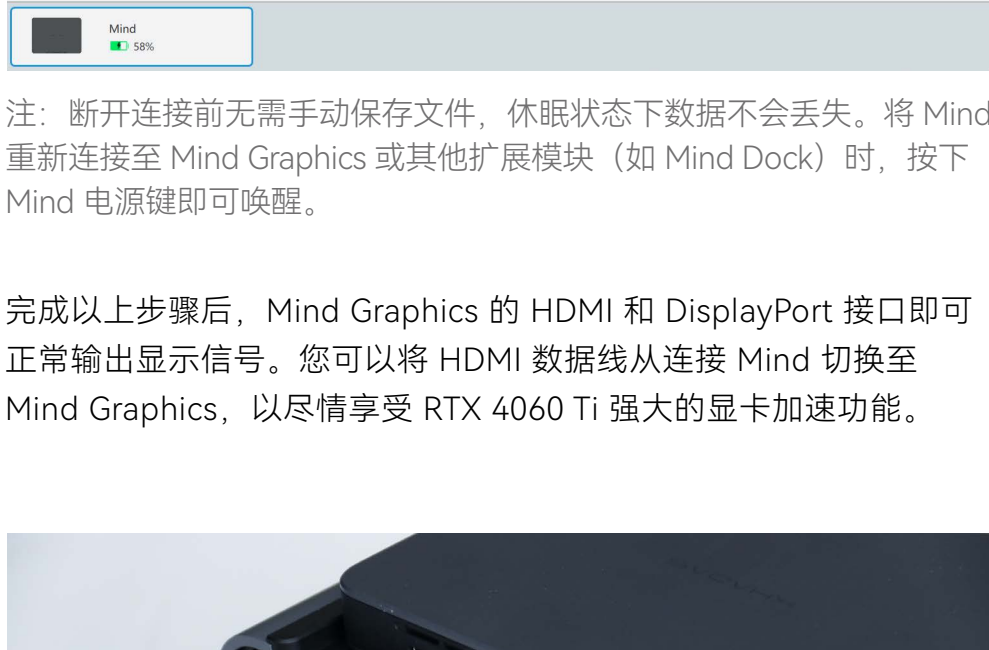 Mind
58%
注：断开连接前无需手动保存文件，休眠状态下数据不会丢失。将 Mind
重新连接至 Mind Graphics 或其他扩展模块（如 Mind Dock）时，按下
Mind 电源键即可唤醒。
完成以上步骤后，Mind Graphics 的 HDMI 和 DisplayPort 接口即可
正常输出显示信号。您可以将 HDMI 数据线从连接 Mind 切换至
Mind Graphics，以尽情享受 RTX 4060 Ti 强大的显卡加速功能。